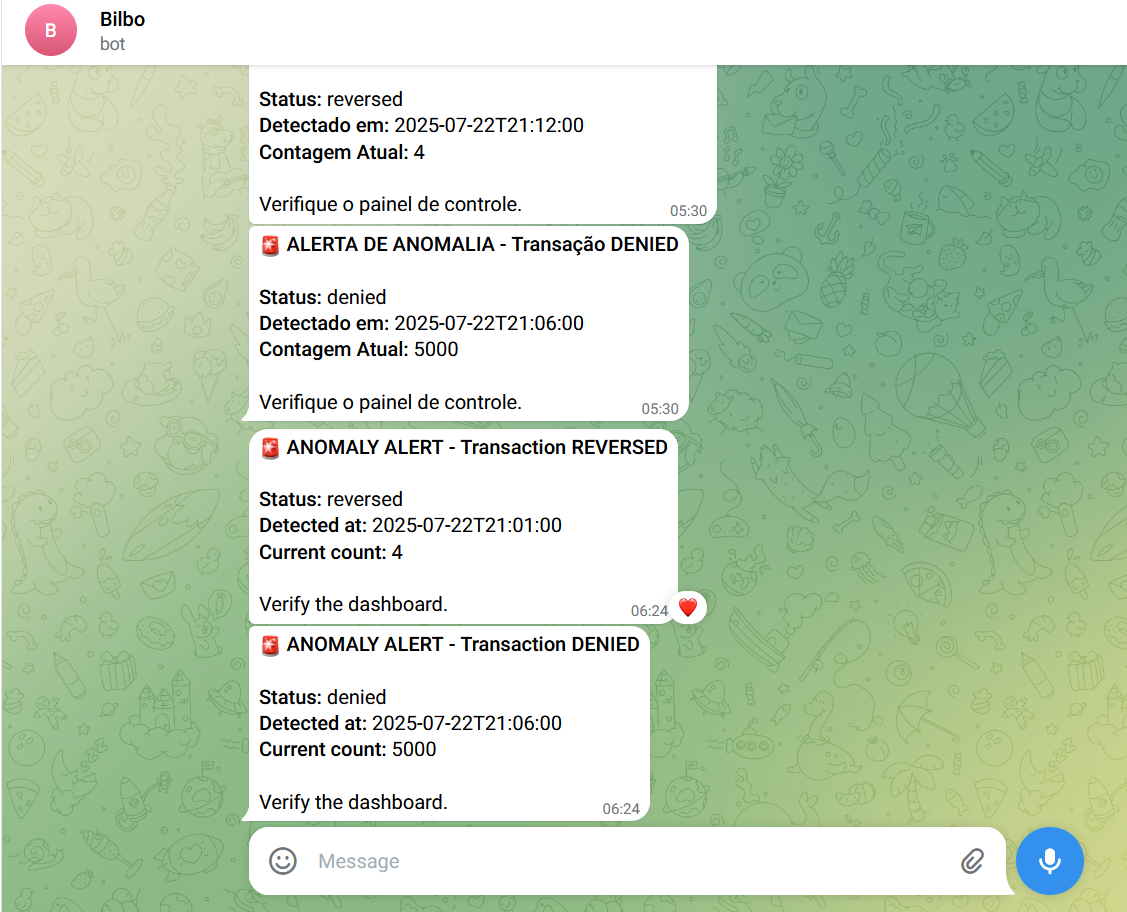 B
Bilbo
bot
Status: reversed
Detectado em: 2025-07-22T21:12:00
Contagem Atual: 4
Verifique o painel de controle.
05:30
🚨 ALERTA DE ANOMALIA - Transação DENIED
Status: denied
Detectado em: 2025-07-22T21:06:00
Contagem Atual: 5000
Verifique o painel de controle.
05:30
🚨 ANOMALY ALERT - Transaction REVERSED
Status: reversed
Detected at: 2025-07-22T21:01:00
Current count: 4
Verify the dashboard.
06:24 ❤️
🚨 ANOMALY ALERT - Transaction DENIED
Status: denied
Detected at: 2025-07-22T21:06:00
Current count: 5000
Verify the dashboard.
06:24
Message